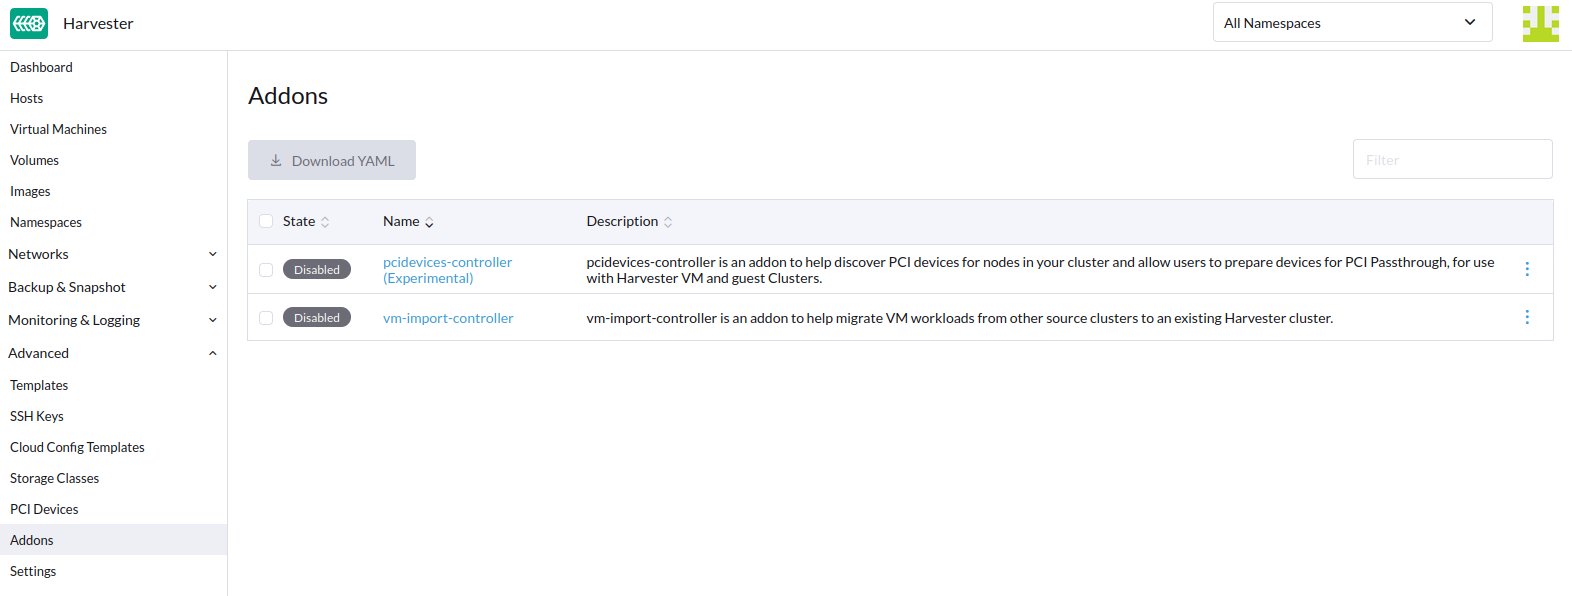 Harvester
All Namespaces
Dashboard
Hosts
Virtual Machines
Volumes
Images
Namespaces
Networks
Backup & Snapshot
Monitoring & Logging
Advanced
Templates
SSH Keys
Cloud Config Templates
Storage Classes
PCI Devices
Addons
Settings
Addons
Download YAML
Filter
State Name Description
Disabled
pcidevices-controller
(Experimental)
pcidevices-controller is an addon to help discover PCI devices for nodes in your cluster and allow users to prepare devices for PCI Passthrough, for use
with Harvester VM and guest Clusters.
Disabled
vm-import-controller
vm-import-controller is an addon to help migrate VM workloads from other source clusters to an existing Harvester cluster.